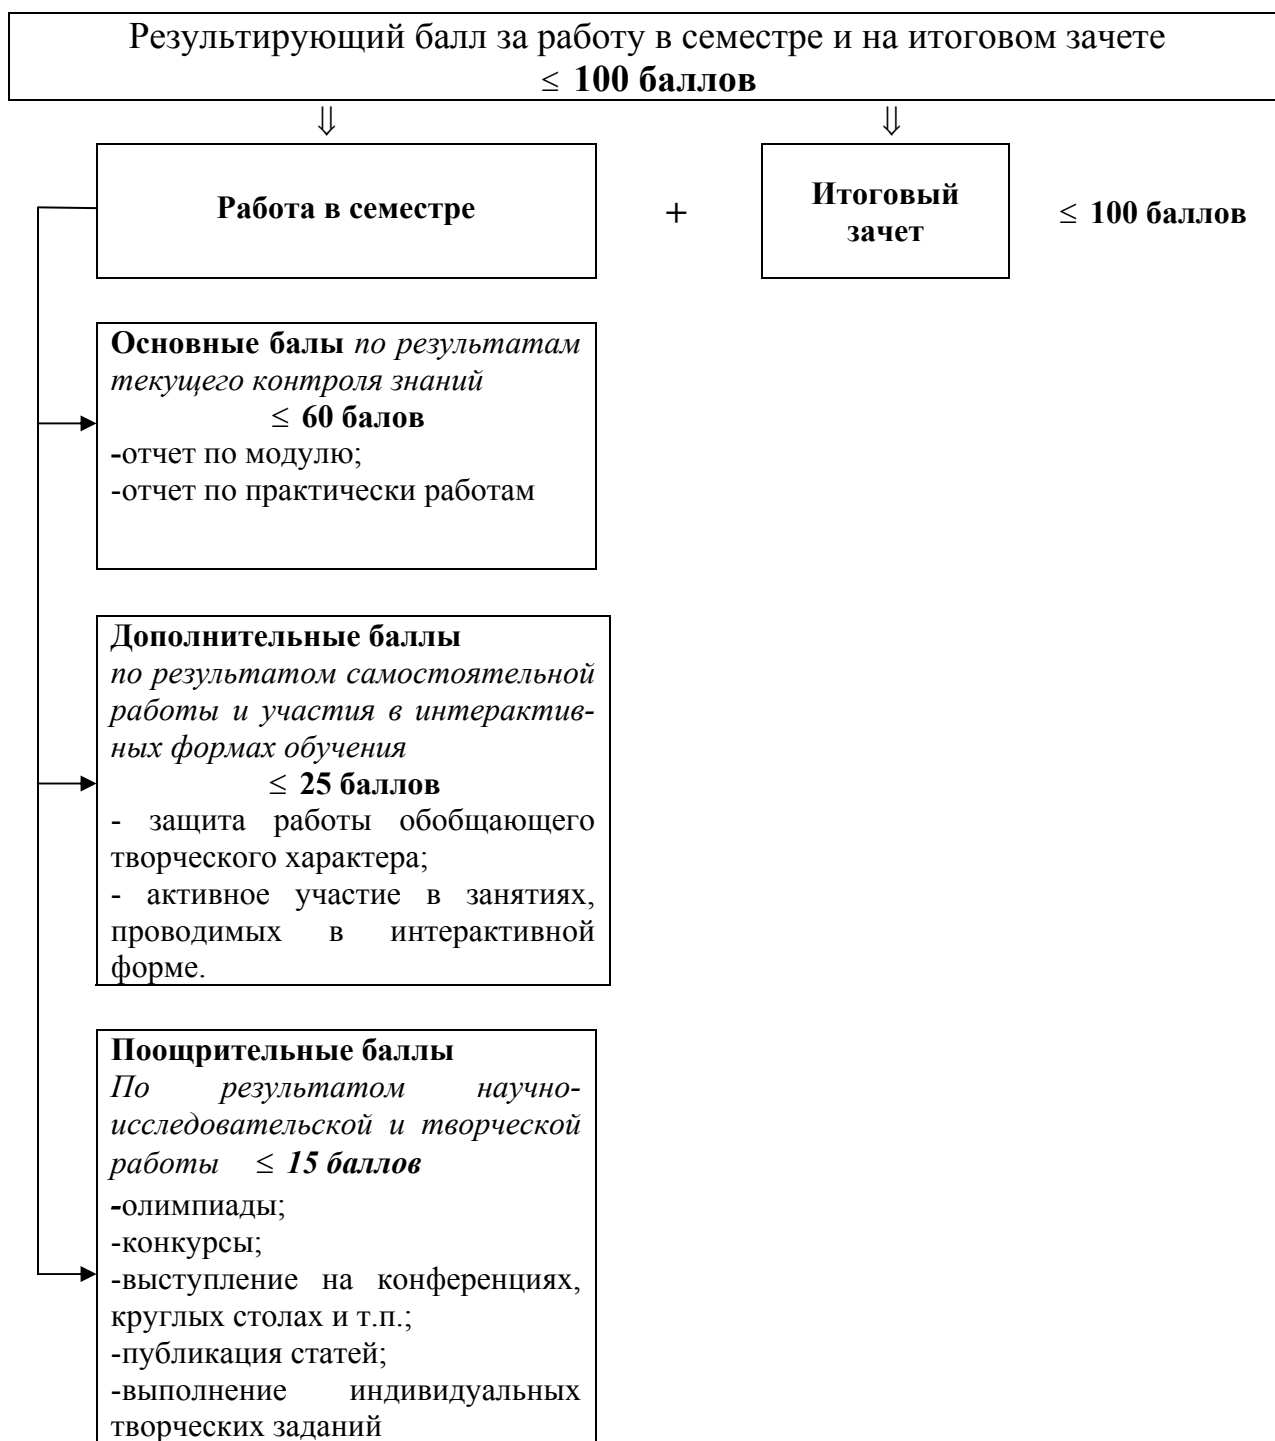 Результирующий балл за работу в семестре и на итоговом зачете
≤ 100 баллов
⇓ ⇓
Работа в семестре + Итоговый ≤ 100 баллов
зачет
Основные балы по результатам
текущего контроля знаний
≤ 60 балов
-отчет по модулю;
-отчет по практически работам
Дополнительные баллы
по результатом самостоятельной
работы и участия в интерактив-
ных формах обучения
≤ 25 баллов
- защита работы обобщающего
творческого характера;
- активное участие в занятиях,
проводимых в интерактивной
форме.
Поощрительные баллы
По результатом научно-
исследовательской и творческой
работы ≤ 15 баллов
-олимпиады;
-конкурсы;
-выступление на конференциях,
круглых столах и т.п.;
-публикация статей;
-выполнение индивидуальных
творческих заданий